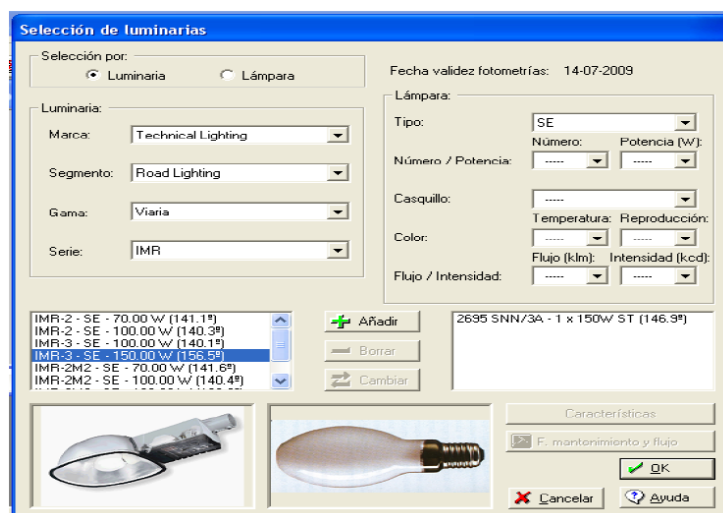 Selección de luminarias
Selección por:
Luminaria
Lámpara
Fecha validez fotometrías: 14-07-2009
Luminaria:
Marca: Technical Lighting
Segmento: Road Lighting
Gama: Viaria
Serie: IMR
Lámpara:
Tipo: SE
Número: Potencia (W):
Número / Potencia: ----- -----
Casquillo: -----
Temperatura: Reproducción:
Color: ----- -----
Flujo (klm): Intensidad (kcd):
Flujo / Intensidad: ----- -----
IMR-2 - SE - 70.00 W (141.1º)
IMR-2 - SE - 100.00 W (140.3º)
IMR-3 - SE - 100.00 W (140.1º)
IMR-3 - SE - 150.00 W (156.5º)
IMR-2M2 - SE - 70.00 W (141.6º)
IMR-2M2 - SE - 100.00 W (140.4º)
Añadir
Borrar
Cambiar
2695 SNN/3A - 1 x 150W ST (146.9º)
Características
F. mantenimiento y flujo
OK
Cancelar
Ayuda